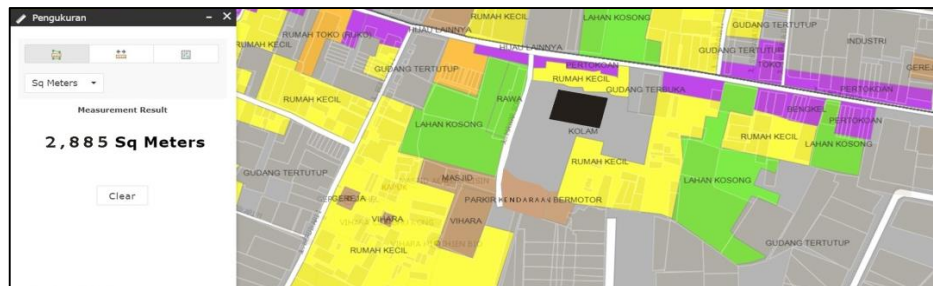 Pengukuran
Sq Meters
Measurement Result
2,885 Sq Meters
Clear
RUMAH KECIL
LAHAN KOSONG
GUDANG TERTUTUP
INDUSTRI
RUMAH TOKO (RUKO)
HIJAU LAINNYA
RUMAH KECIL
HIJAU LAINNYA
GUDANG TERTUTUP
TOKO
GUDANG TERTUTUP
PERTOKOAN
RUMAH KECIL
GUDANG TERBUKA
PERTOKOAN
RUMAH KECIL
RAWA
BENGKEL
PERTOKOAN
LAHAN KOSONG
KOLAM
RUMAH KECIL
LAHAN KOSONG
RUMAH KECIL
GUDANG TERTUTUP
MASJID
LAHAN KOSONG
GEREJA
PARKIR KENDARAAN BERMOTOR
VIHARA
VIHARA
GUDANG TERTUTUP
RUMAH KECIL